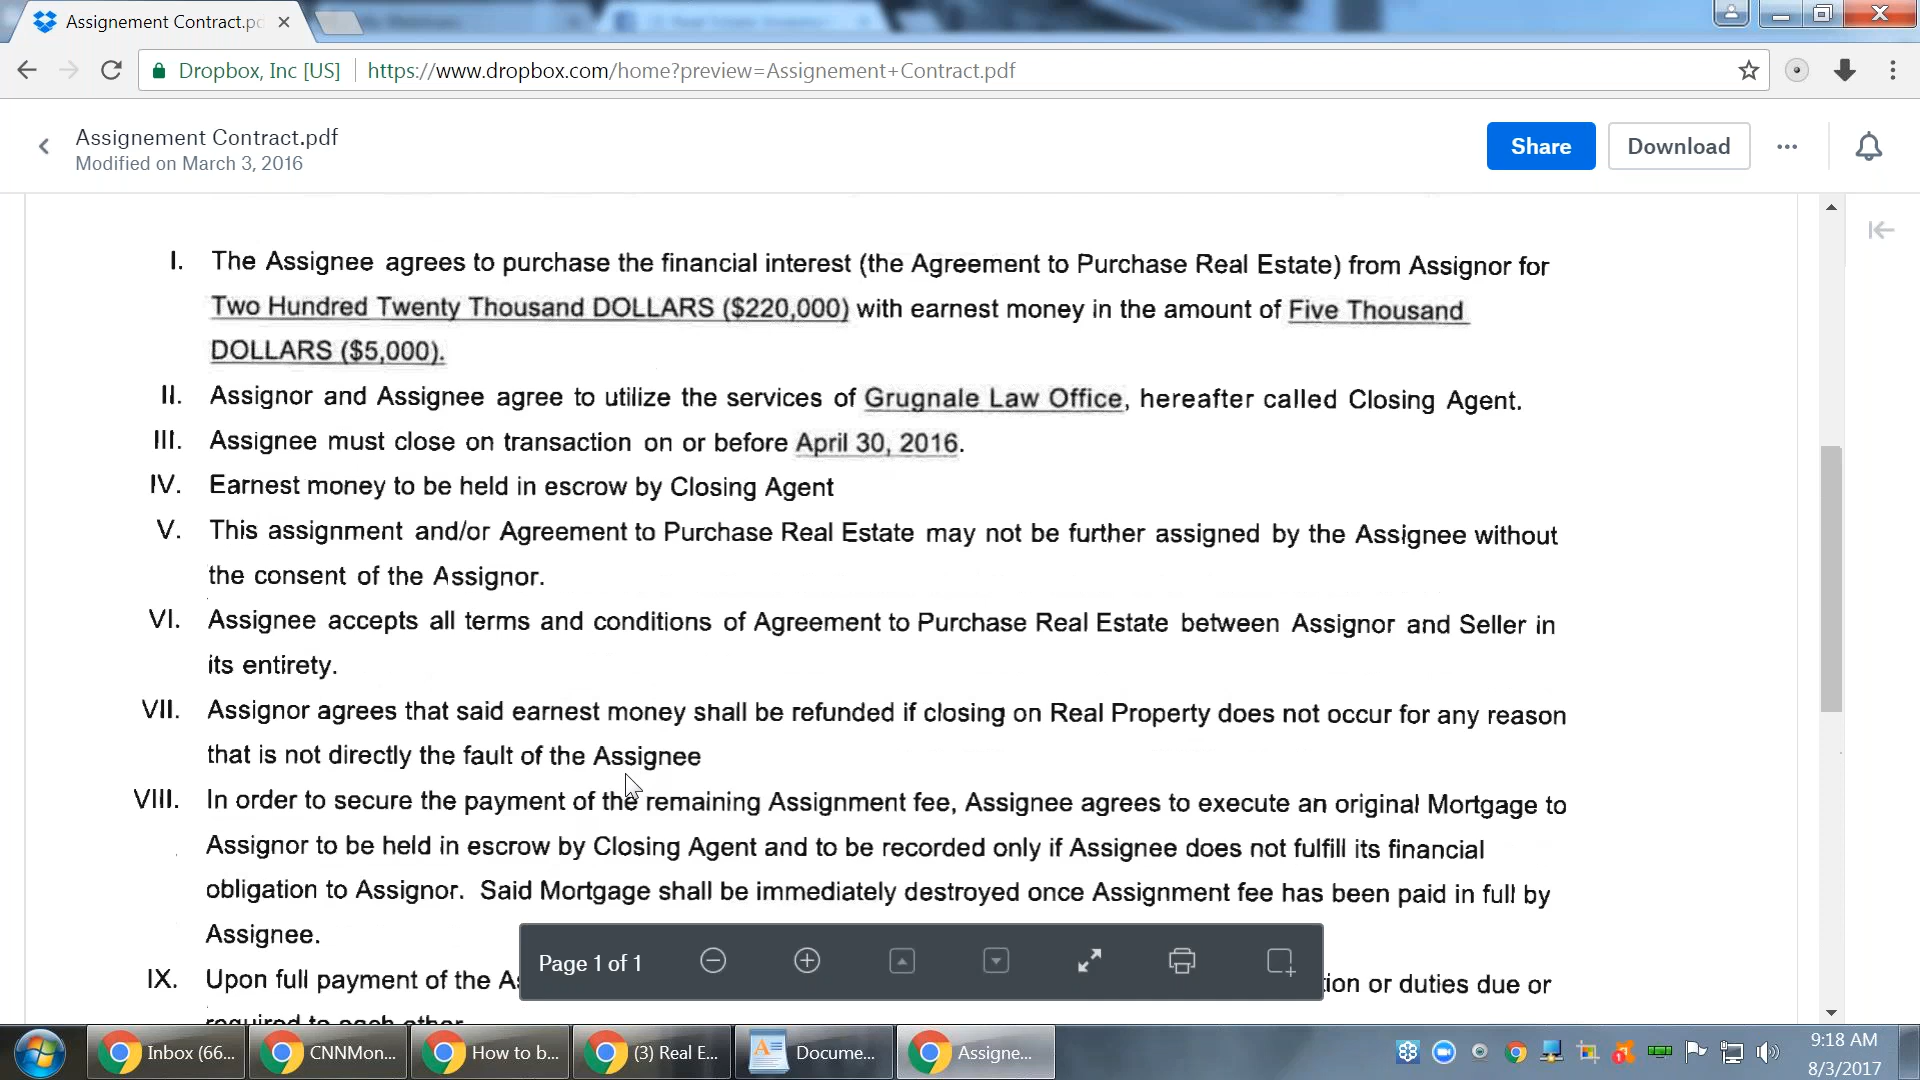 Assignement Contract.pd
Dropbox, Inc [US] https://www.dropbox.com/home?preview=Assignement+Contract.pdf
Assignement Contract.pdf
Modified on March 3, 2016
Share
Download
I. The Assignee agrees to purchase the financial interest (the Agreement to Purchase Real Estate) from Assignor for
Two Hundred Twenty Thousand DOLLARS ($220,000) with earnest money in the amount of Five Thousand
DOLLARS ($5,000).
II. Assignor and Assignee agree to utilize the services of Grugnale Law Office, hereafter called Closing Agent.
III. Assignee must close on transaction on or before April 30, 2016.
IV. Earnest money to be held in escrow by Closing Agent
V. This assignment and/or Agreement to Purchase Real Estate may not be further assigned by the Assignee without
the consent of the Assignor.
VI. Assignee accepts all terms and conditions of Agreement to Purchase Real Estate between Assignor and Seller in
its entirety.
VII. Assignor agrees that said earnest money shall be refunded if closing on Real Property does not occur for any reason
that is not directly the fault of the Assignee
VIII. In order to secure the payment of the remaining Assignment fee, Assignee agrees to execute an original Mortgage to
Assignor to be held in escrow by Closing Agent and to be recorded only if Assignee does not fulfill its financial
obligation to Assignor. Said Mortgage shall be immediately destroyed once Assignment fee has been paid in full by
Assignee.
IX. Upon full payment of the As
tion or duties due or
required to each other
Page 1 of 1
Inbox (66... CNNMon... How to b... (3) Real E... Docume... Assigne...
9:18 AM
8/3/2017